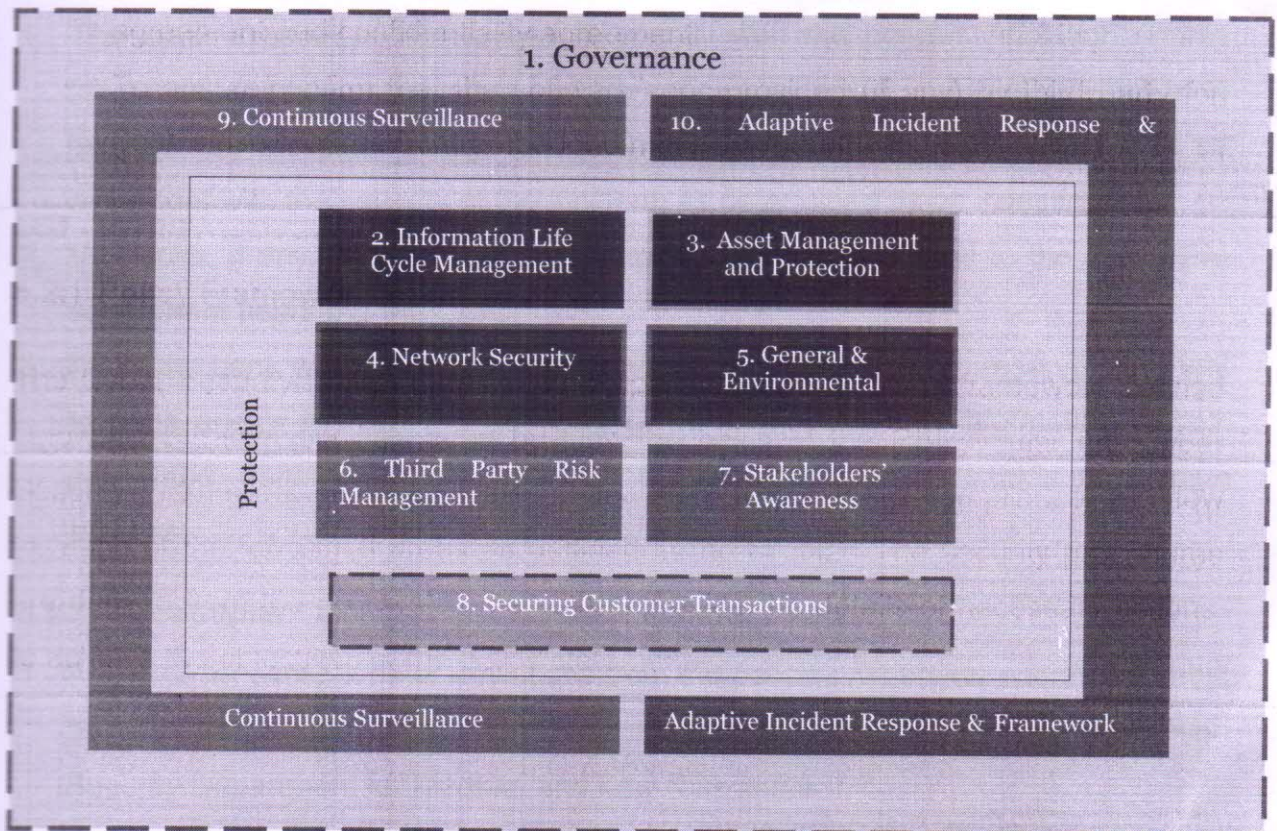 1. Governance
9. Continuous Surveillance
10. Adaptive Incident Response &
2. Information Life
Cycle Management
3. Asset Management
and Protection
4. Network Security
5. General &
Environmental
Protection
6. Third Party Risk
Management
7. Stakeholders'
Awareness
8. Securing Customer Transactions
Continuous Surveillance
Adaptive Incident Response & Framework